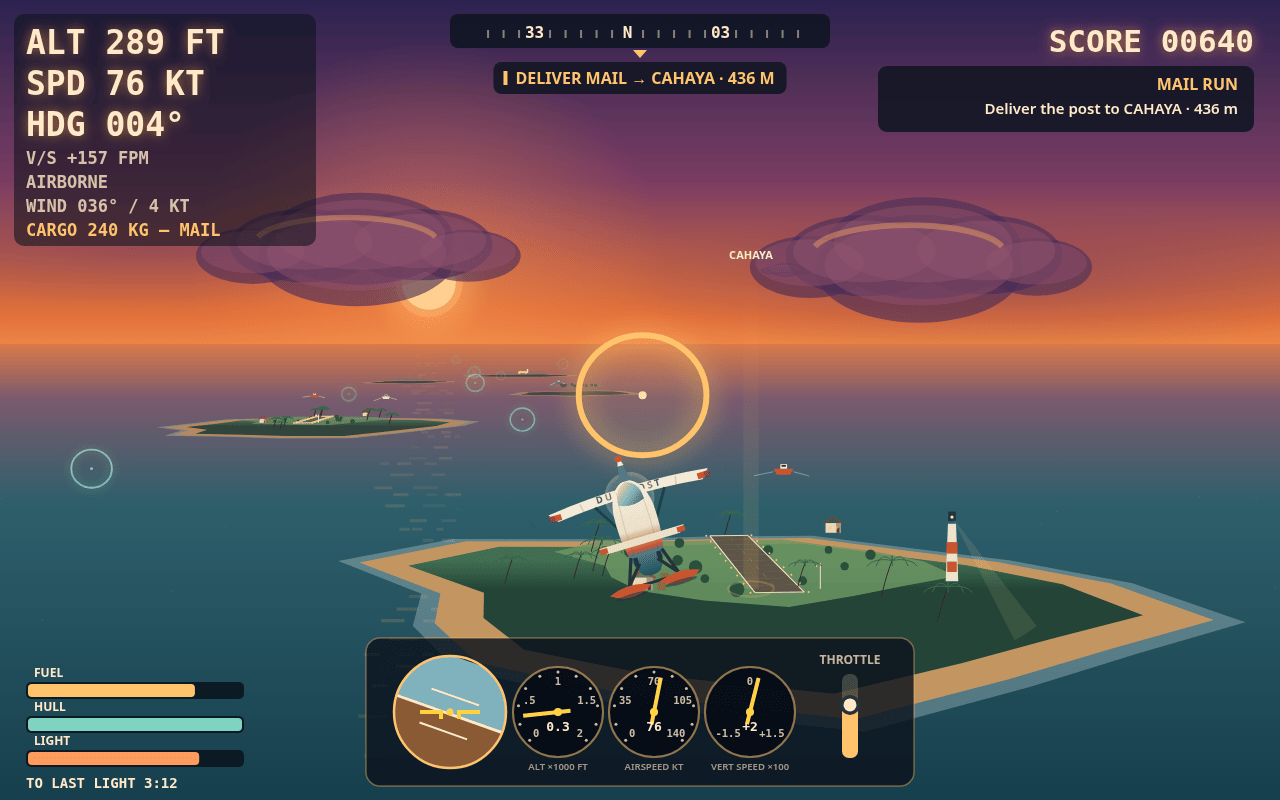 ALT 289 FT
SPD 76 KT
HDG 004°
V/S +157 FPM
AIRBORNE
WIND 036° / 4 KT
CARGO 240 KG — MAIL
33 N 03
DELIVER MAIL → CAHAYA · 436 M
SCORE 00640
MAIL RUN
Deliver the post to CAHAYA · 436 m
CAHAYA
FUEL
HULL
LIGHT
TO LAST LIGHT 3:12
0 .5 1 1.5 2
0.3
ALT ×1000 FT
0 35 70 105 140
76
AIRSPEED KT
-1.5 0 +1.5
+2
VERT SPEED ×100
THROTTLE